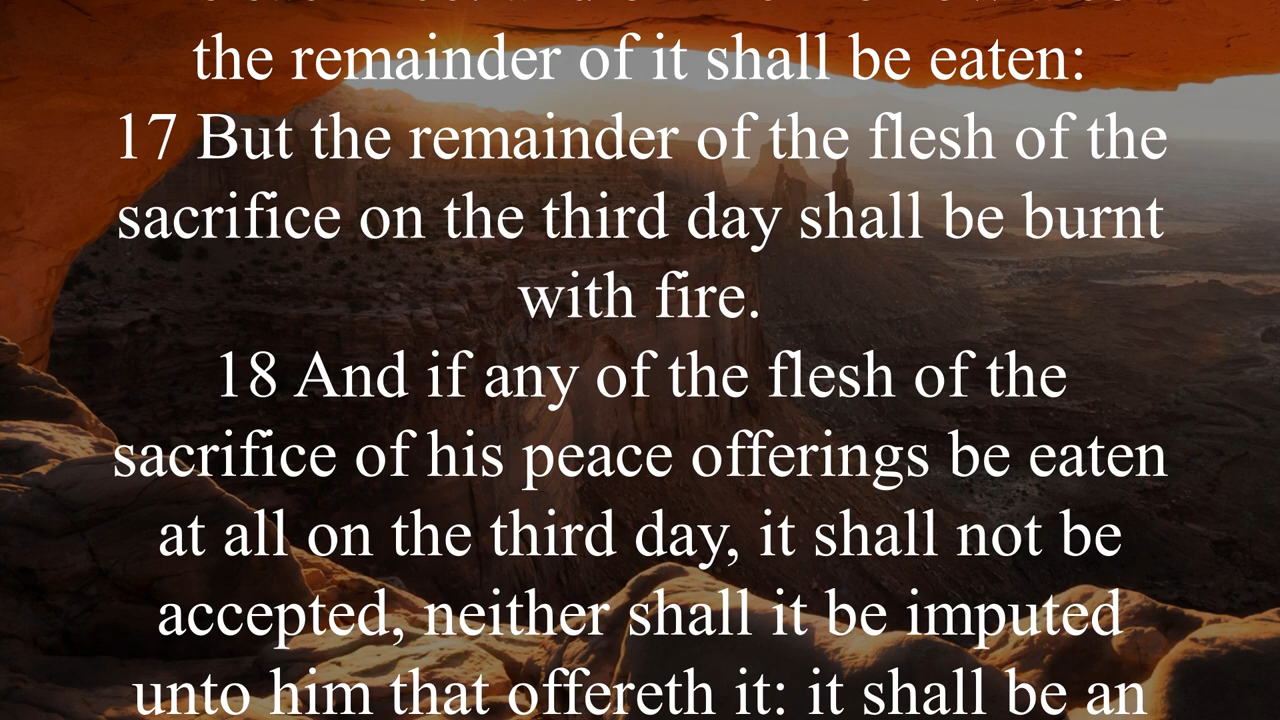 the remainder of it shall be eaten:
17 But the remainder of the flesh of the
sacrifice on the third day shall be burnt
with fire.
18 And if any of the flesh of the
sacrifice of his peace offerings be eaten
at all on the third day, it shall not be
accepted, neither shall it be imputed
unto him that offereth it: it shall be an